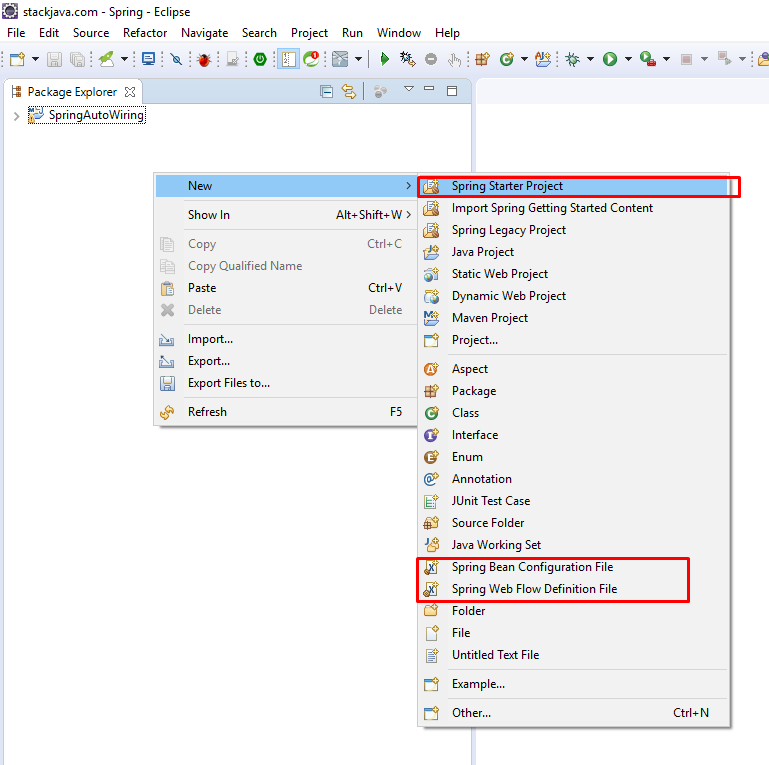 stackjava.com - Spring - Eclipse
File Edit Source Refactor Navigate Search Project Run Window Help
Package Explorer
SpringAutoWiring
New
Show In Alt+Shift+W
Copy Ctrl+C
Copy Qualified Name
Paste Ctrl+V
Delete Delete
Import...
Export...
Export Files to...
Refresh F5
Spring Starter Project
Import Spring Getting Started Content
Spring Legacy Project
Java Project
Static Web Project
Dynamic Web Project
Maven Project
Project...
Aspect
Package
Class
Interface
Enum
Annotation
JUnit Test Case
Source Folder
Java Working Set
Spring Bean Configuration File
Spring Web Flow Definition File
Folder
File
Untitled Text File
Example...
Other... Ctrl+N